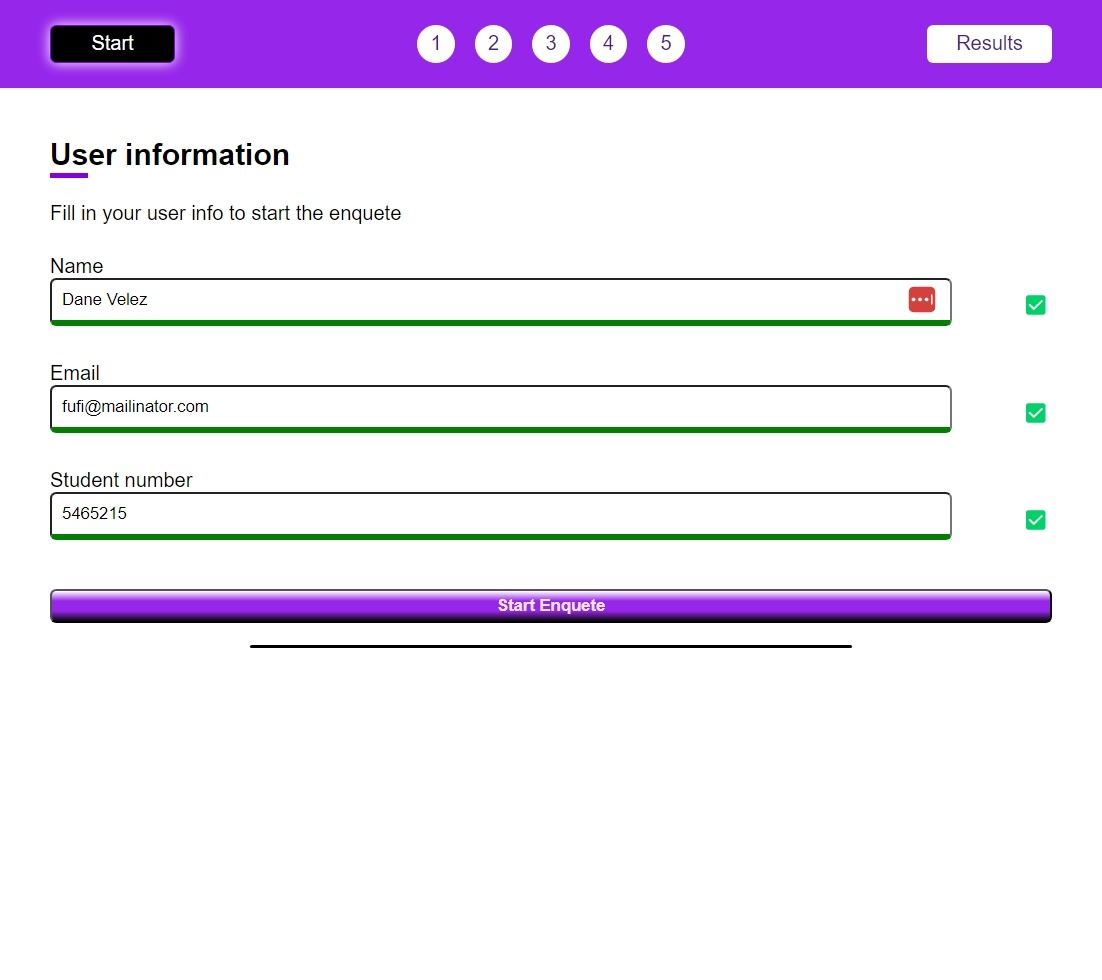 Start 1 2 3 4 5 Results
User information
Fill in your user info to start the enquete
Name
Dane Velez
Email
fufi@mailinator.com
Student number
5465215
Start Enquete